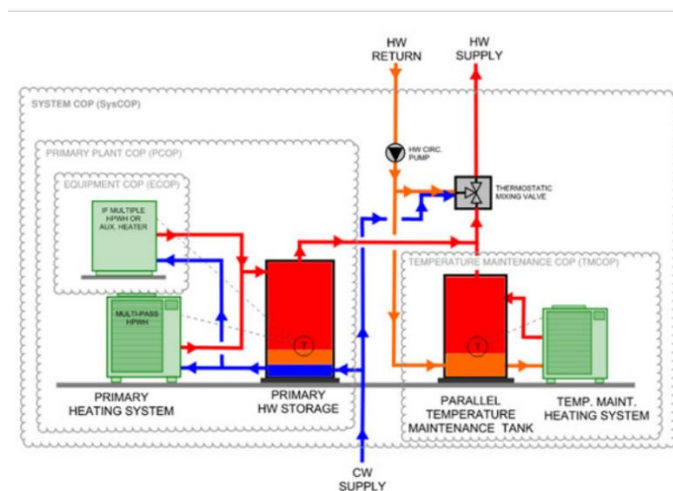 HW
RETURN
HW
SUPPLY
SYSTEM COP (SysCOP)
PRIMARY PLANT COP (PCOP)
HW CIRC.
PUMP
EQUIPMENT COP (ECOP)
THERMOSTATIC
MIXING VALVE
IF MULTIPLE
HPWH OR
AUX. HEATER
TEMPERATURE MAINTENANCE COP (TMCOP)
MULTI-PASS
HPWH
T
T
PRIMARY
HEATING SYSTEM
PRIMARY
HW STORAGE
PARALLEL
TEMPERATURE
MAINTENANCE TANK
TEMP. MAINT.
HEATING SYSTEM
CW
SUPPLY